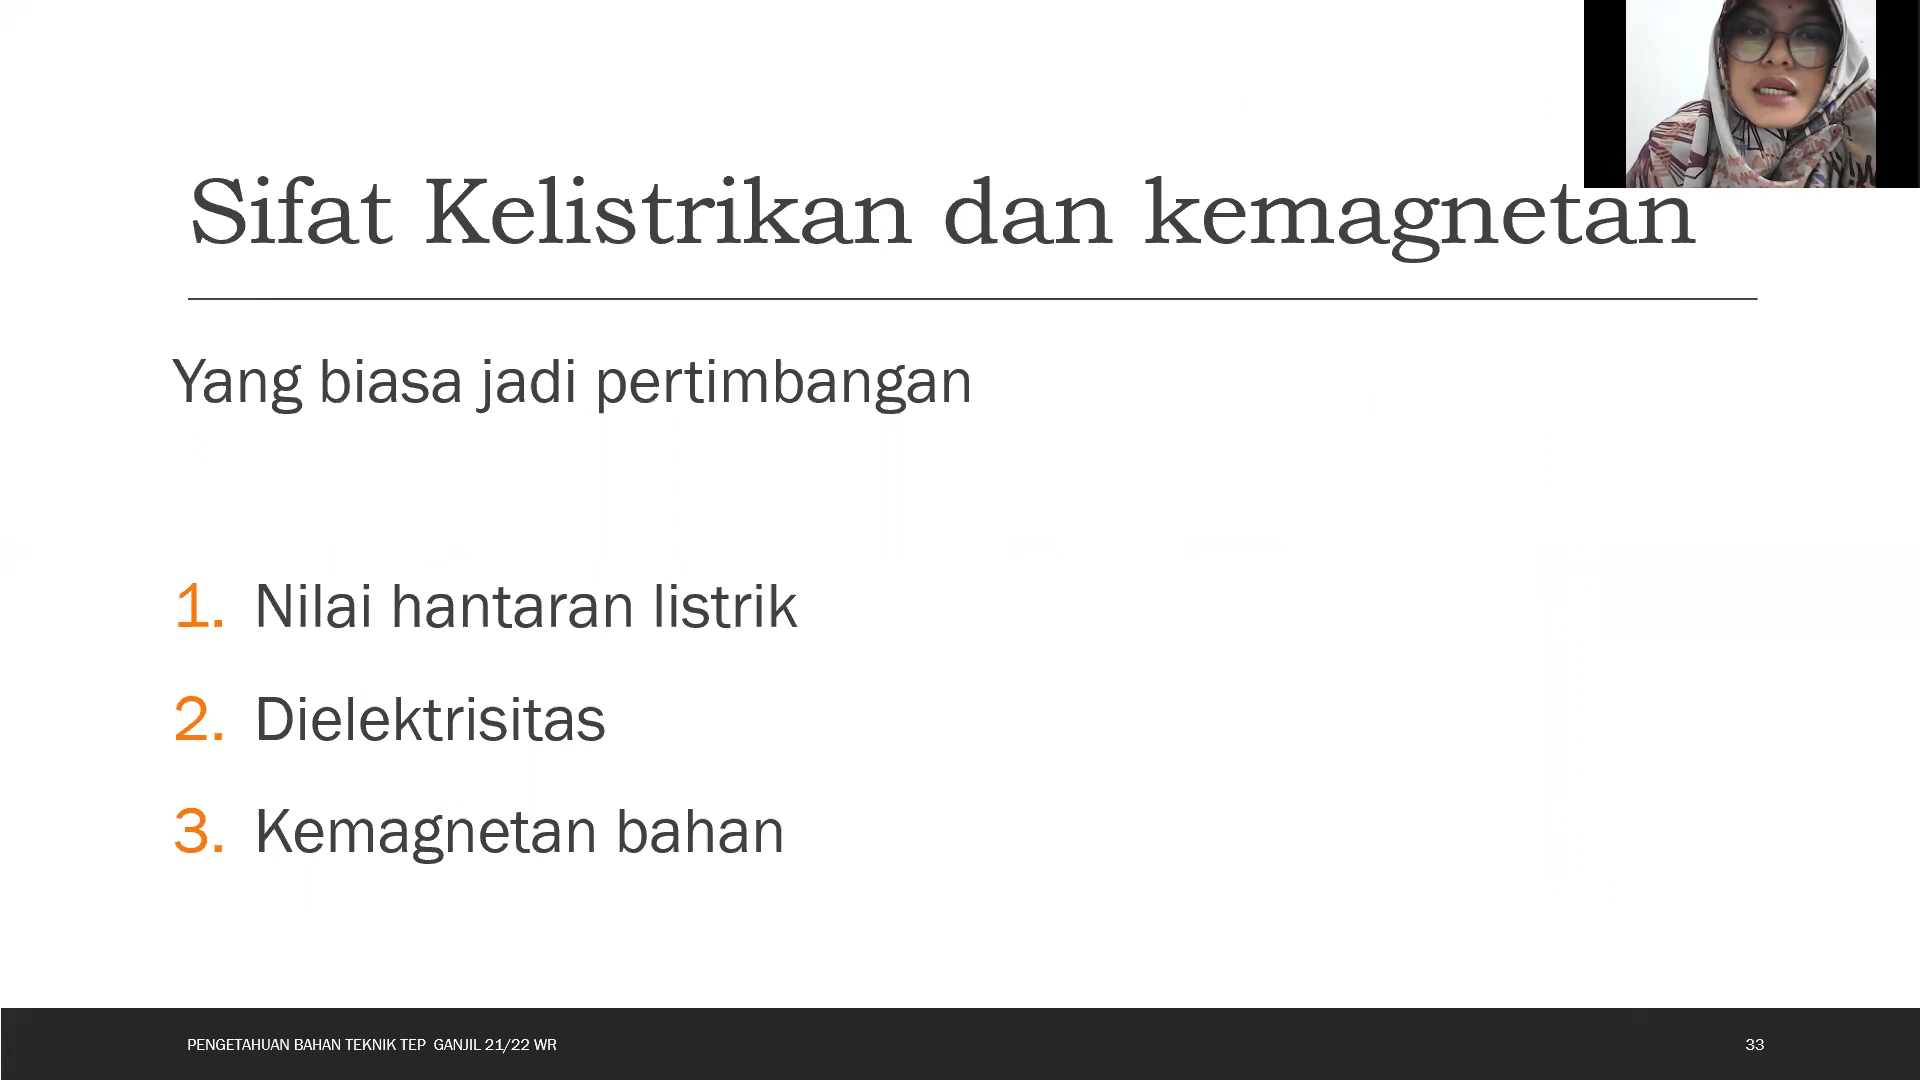 Sifat Kelistrikan dan kemagnetan
Yang biasa jadi pertimbangan
1. Nilai hantaran listrik
2. Dielektrisitas
3. Kemagnetan bahan
PENGETAHUAN BAHAN TEKNIK TEP GANJIL 21/22 WR
33